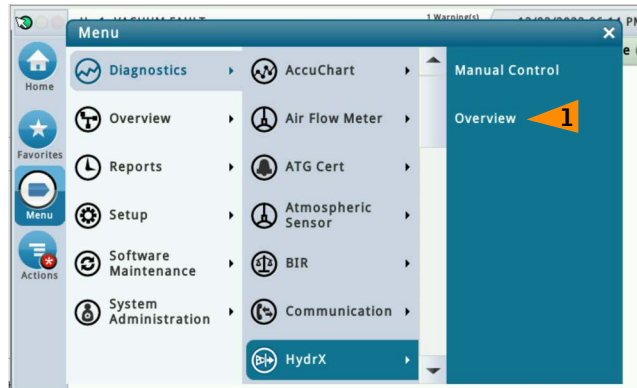 1 Warning(s)
Menu
×
Home
Favorites
Menu
Actions
Diagnostics
Overview
Reports
Setup
Software
Maintenance
System
Administration
AccuChart
Air Flow Meter
ATG Cert
Atmospheric
Sensor
BIR
Communication
HydrX
Manual Control
Overview
1